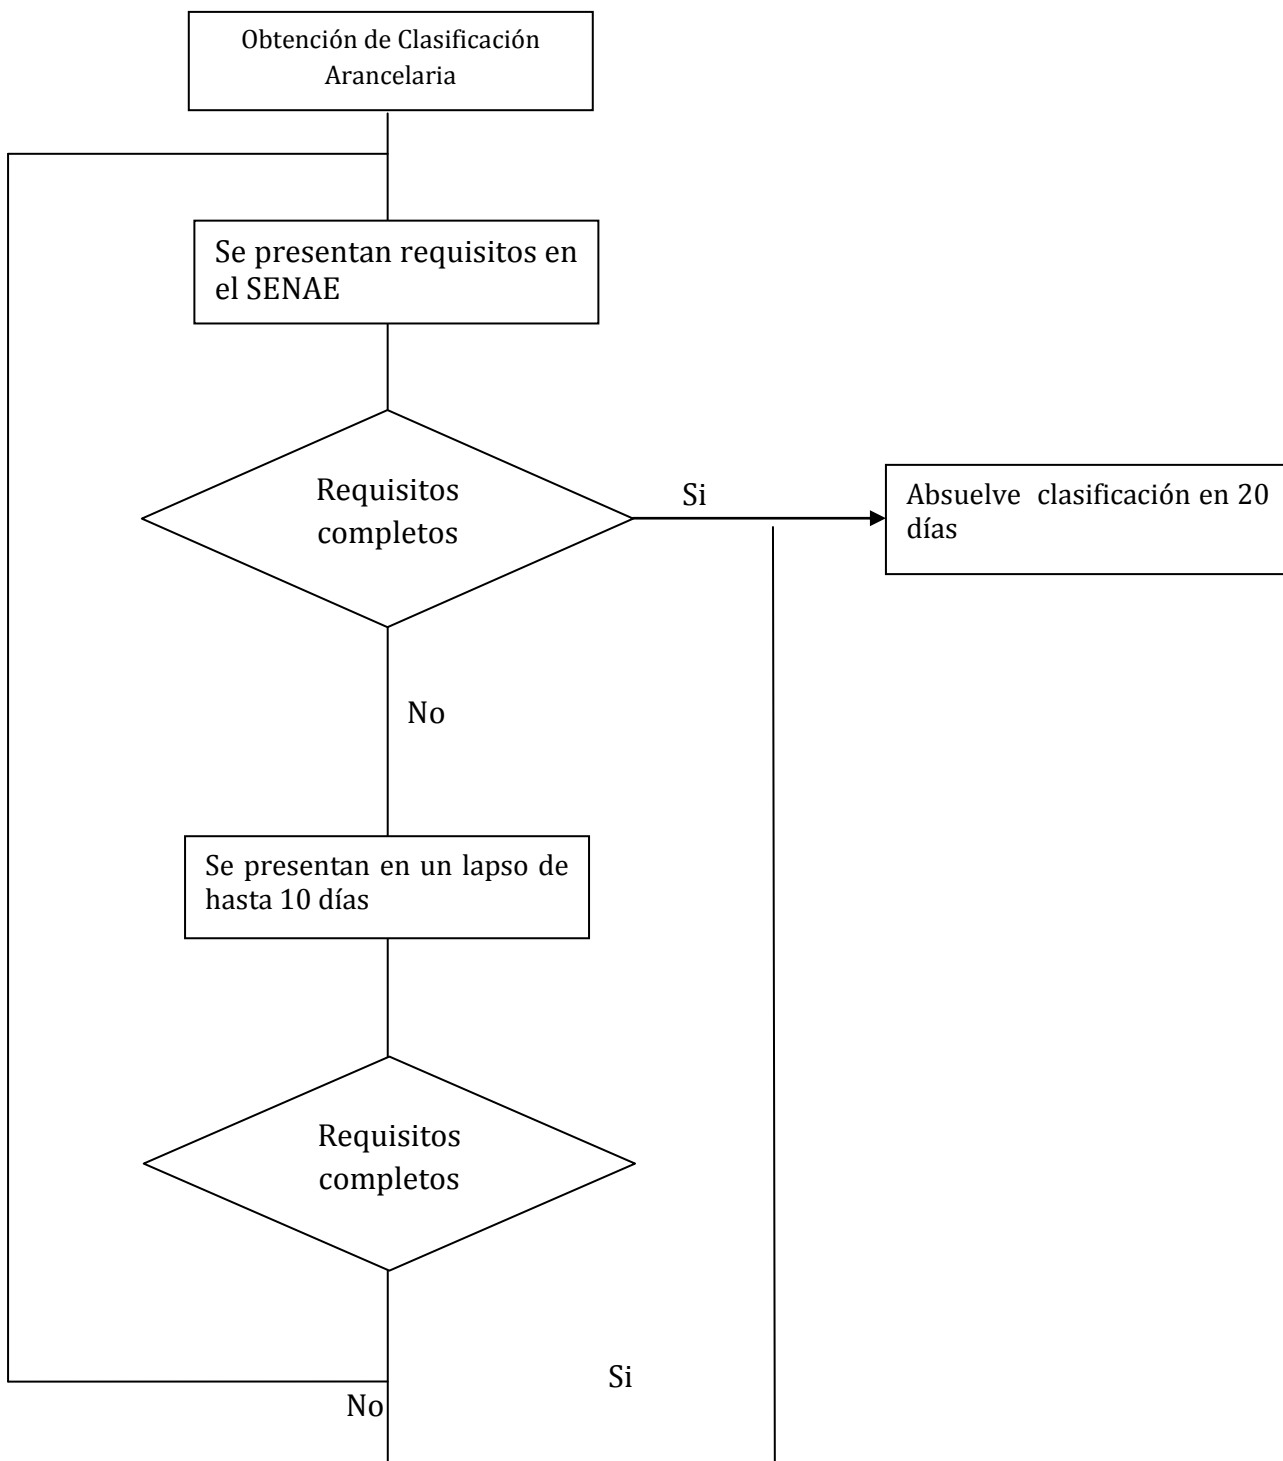 Obtención de Clasificación
Arancelaria
Se presentan requisitos en
el SENAE
Requisitos
completos
Si
Absuelve clasificación en 20
días
No
Se presentan en un lapso de
hasta 10 días
Requisitos
completos
Si
No